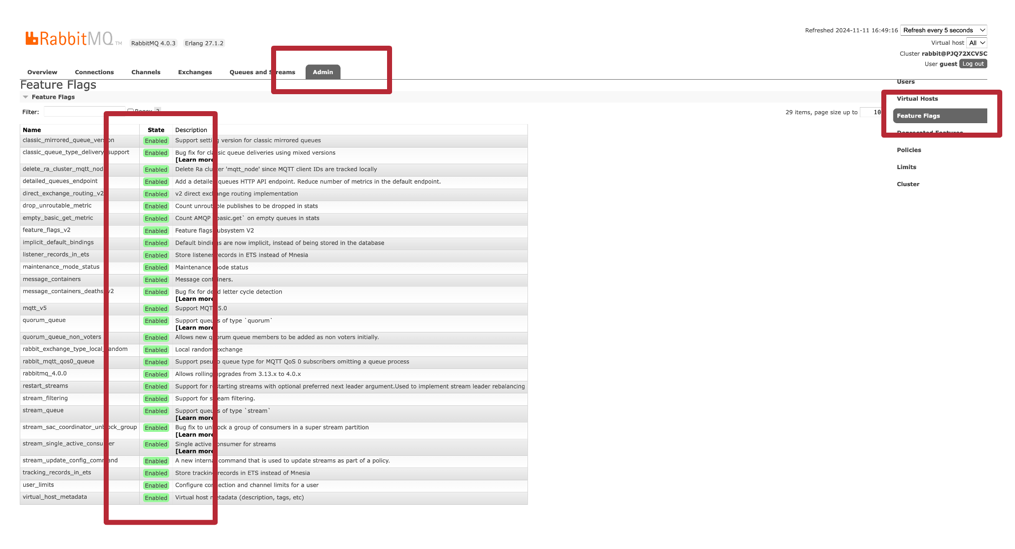 RabbitMQ TM RabbitMQ 4.0.3 Erlang 27.1.2
Refreshed 2024-11-11 16:49:16 Refresh every 5 seconds
Virtual host All
Cluster rabbit@PJQ72XCV5C
User guest Log out
Overview Connections Channels Exchanges Queues and Streams Admin
Feature Flags
Feature Flags
Filter:
29 items, page size up to
Name State Description
classic_mirrored_queue_version Enabled Support setting version for classic mirrored queues
classic_queue_type_delivery_support Enabled Bug fix for classic queue deliveries using mixed versions
[Learn more
delete_ra_cluster_mqtt_node Enabled Delete Ra cluster 'mqtt_node' since MQTT client IDs are tracked locally
detailed_queues_endpoint Enabled Add a detailed queues HTTP API endpoint. Reduce number of metrics in the default endpoint.
direct_exchange_routing_v2 Enabled v2 direct exchange routing implementation
drop_unroutable_metric Enabled Count unroutable publishes to be dropped in stats
empty_basic_get_metric Enabled Count AMQP `basic.get` on empty queues in stats
feature_flags_v2 Enabled Feature flags subsystem V2
implicit_default_bindings Enabled Default bindings are now implicit, instead of being stored in the database
listener_records_in_ets Enabled Store listener records in ETS instead of Mnesia
maintenance_mode_status Enabled Maintenance mode status
message_containers Enabled Message containers.
message_containers_deaths_v2 Enabled Bug fix for dead letter cycle detection
[Learn more
mqtt_v5 Enabled Support MQTT 5.0
quorum_queue Enabled Support queues of type `quorum`
[Learn more
quorum_queue_non_voters Enabled Allows new quorum queue members to be added as non voters initially.
rabbit_exchange_type_local_random Enabled Local random exchange
rabbit_mqtt_qos0_queue Enabled Support pseudo queue type for MQTT QoS 0 subscribers omitting a queue process
rabbitmq_4.0.0 Enabled Allows rolling upgrades from 3.13.x to 4.0.x
restart_streams Enabled Support for restarting streams with optional preferred next leader argument.Used to implement stream leader rebalancing
stream_filtering Enabled Support for stream filtering.
stream_queue Enabled Support queues of type `stream`
[Learn more
stream_sac_coordinator_unblock_group Enabled Bug fix to unblock a group of consumers in a super stream partition
[Learn more
stream_single_active_consumer Enabled Single active consumer for streams
[Learn more
stream_update_config_command Enabled A new internal command that is used to update streams as part of a policy.
tracking_records_in_ets Enabled Store tracking records in ETS instead of Mnesia
user_limits Enabled Configure connection and channel limits for a user
virtual_host_metadata Enabled Virtual host metadata (description, tags, etc)
Users
Virtual Hosts
Feature Flags
Deprecated Features
Policies
Limits
Cluster